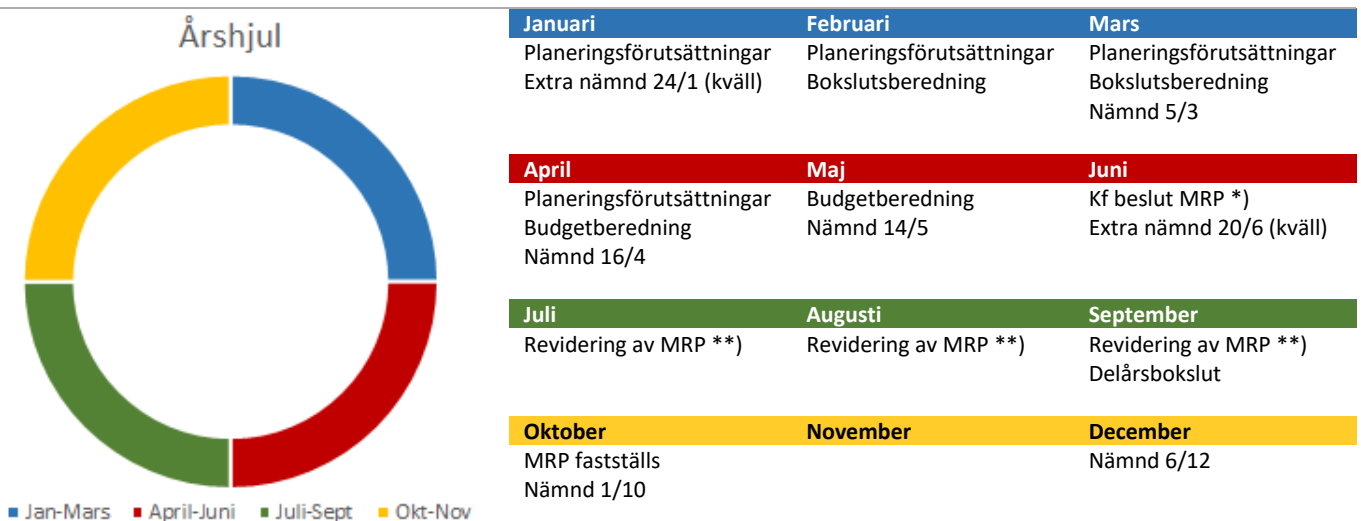 Årshjul
Jan-Mars April-Juni Juli-Sept Okt-Nov
Januari Februari Mars
Planeringsförutsättningar Planeringsförutsättningar Planeringsförutsättningar
Extra nämnd 24/1 (kväll) Bokslutsberedning Bokslutsberedning
Nämnd 5/3
April Maj Juni
Planeringsförutsättningar Budgetberedning Kf beslut MRP *)
Budgetberedning Nämnd 14/5 Extra nämnd 20/6 (kväll)
Nämnd 16/4
Juli Augusti September
Revidering av MRP **) Revidering av MRP **) Revidering av MRP **)
Delårsbokslut
Oktober November December
MRP fastställs Nämnd 6/12
Nämnd 1/10